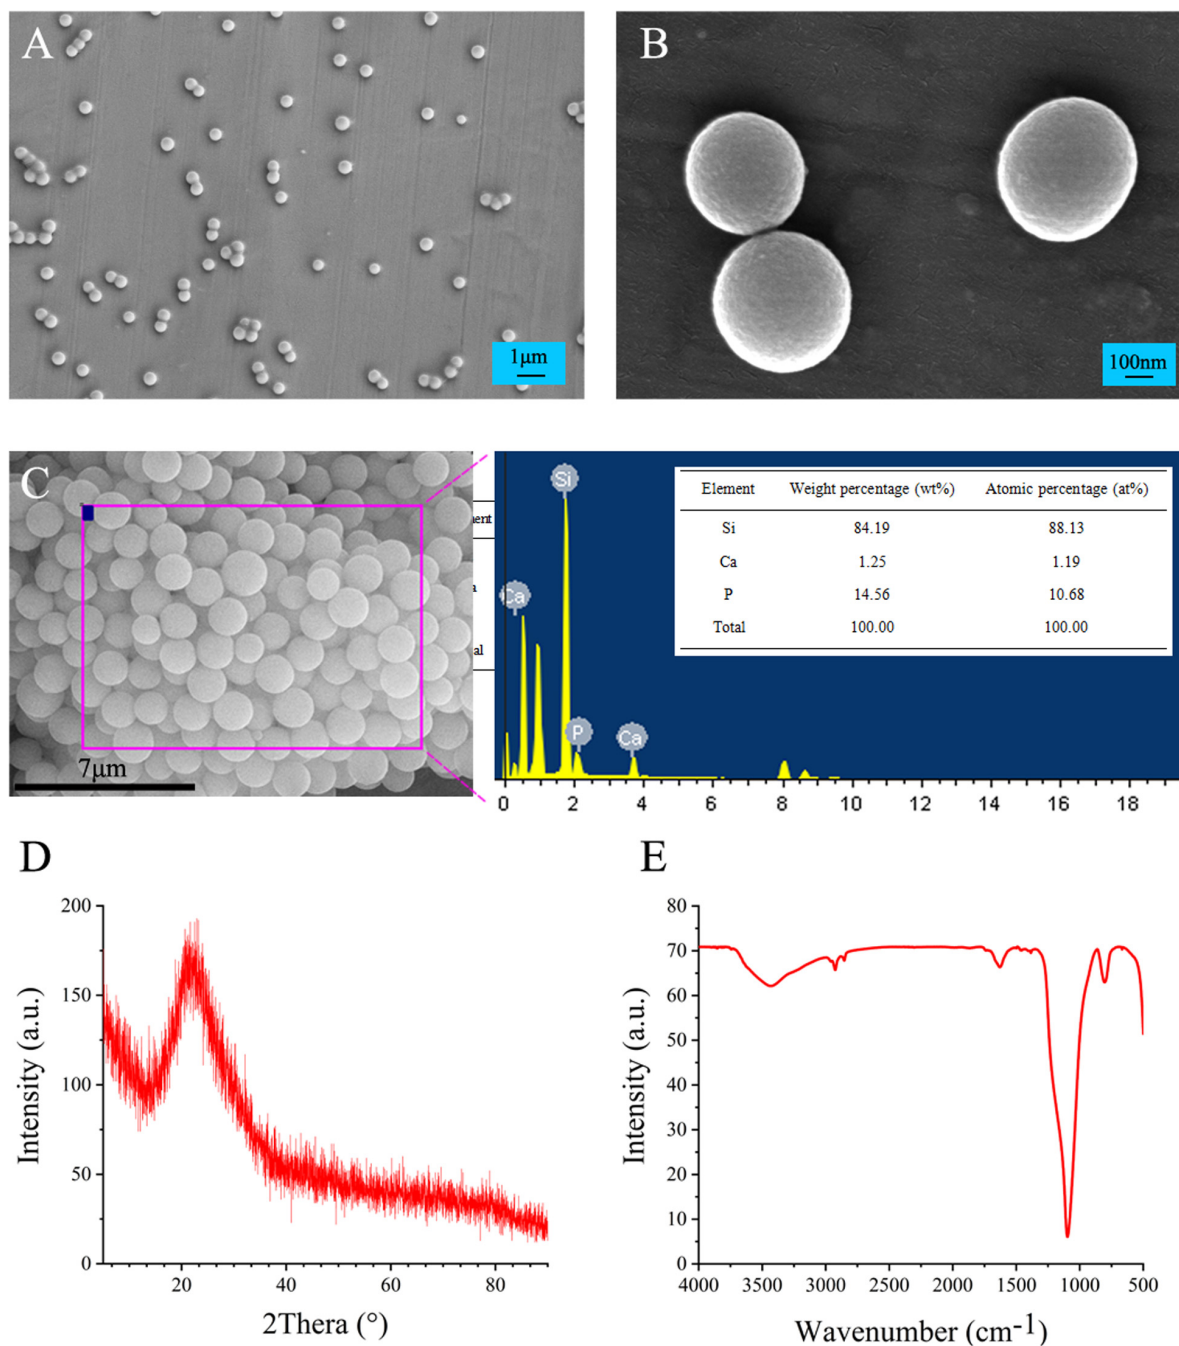 A
B
1μm
100nm
C
7μm
ent
a
al
Si
Ca
P
Ca
Element Weight percentage (wt%) Atomic percentage (at%)
Si 84.19 88.13
Ca 1.25 1.19
P 14.56 10.68
Total 100.00 100.00
0 2 4 6 8 10 12 14 16 18
D
200
150
100
50
0
Intensity (a.u.)
20 40 60 80
2Thera (°)
E
80
70
60
50
40
30
20
10
0
Intensity (a.u.)
4000 3500 3000 2500 2000 1500 1000 500
Wavenumber (cm-1)